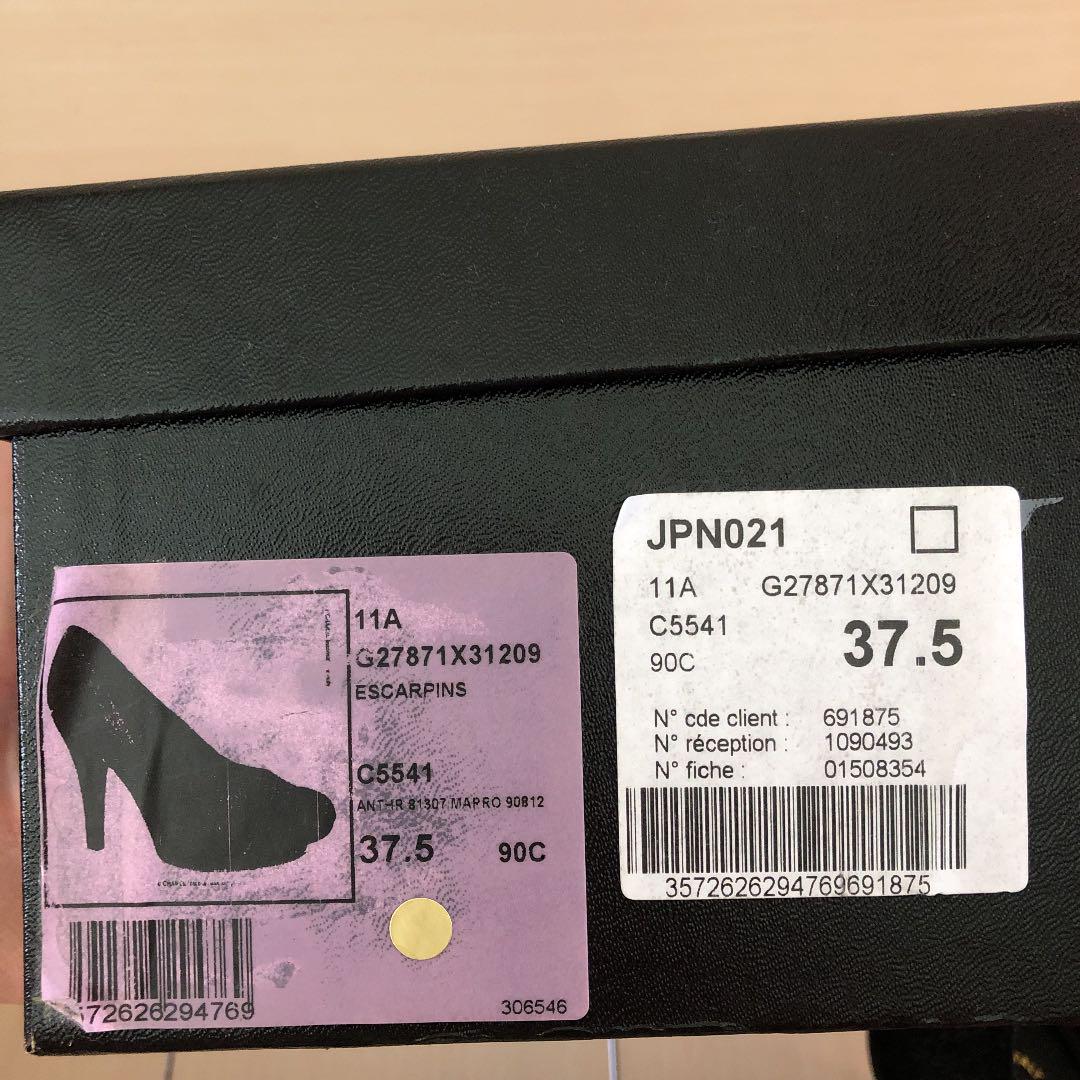 11A
G27871X31209
ESCARPINS
C5541
ANTHR 81307 MAPRO 90812
37.5 90C
72626294769
306546
JPN021
11A G27871X31209
C5541
90C 37.5
N° cde client : 691875
N° réception : 1090493
N° fiche : 01508354
3572626294769691875